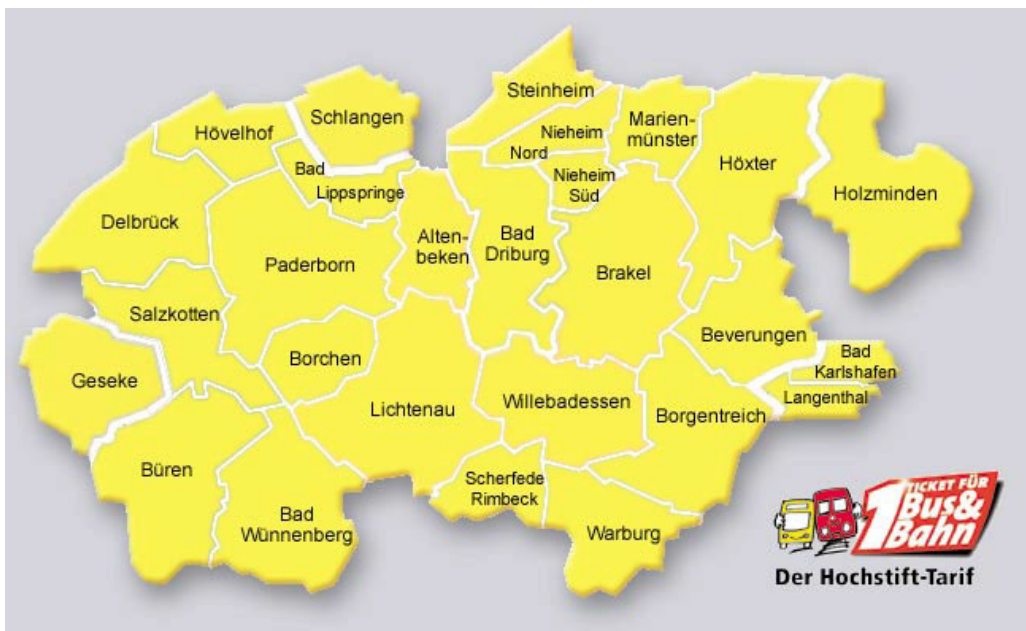 Steinheim
Schlangen
Marien-
münster
Hövelhof
Nieheim
Nord
Höxter
Bad
Lippspringe
Nieheim
Süd
Holzminden
Delbrück
Alten-
beken
Bad
Driburg
Paderborn
Brakel
Salzkotten
Beverungen
Borchen
Bad
Karlshafen
Geseke
Langenthal
Lichtenau
Willebadessen
Borgentreich
Büren
Scherfede
Rimbeck
Bad
Wünnenberg
Warburg
1 TICKET FÜR
Bus&
Bahn
Der Hochstift-Tarif